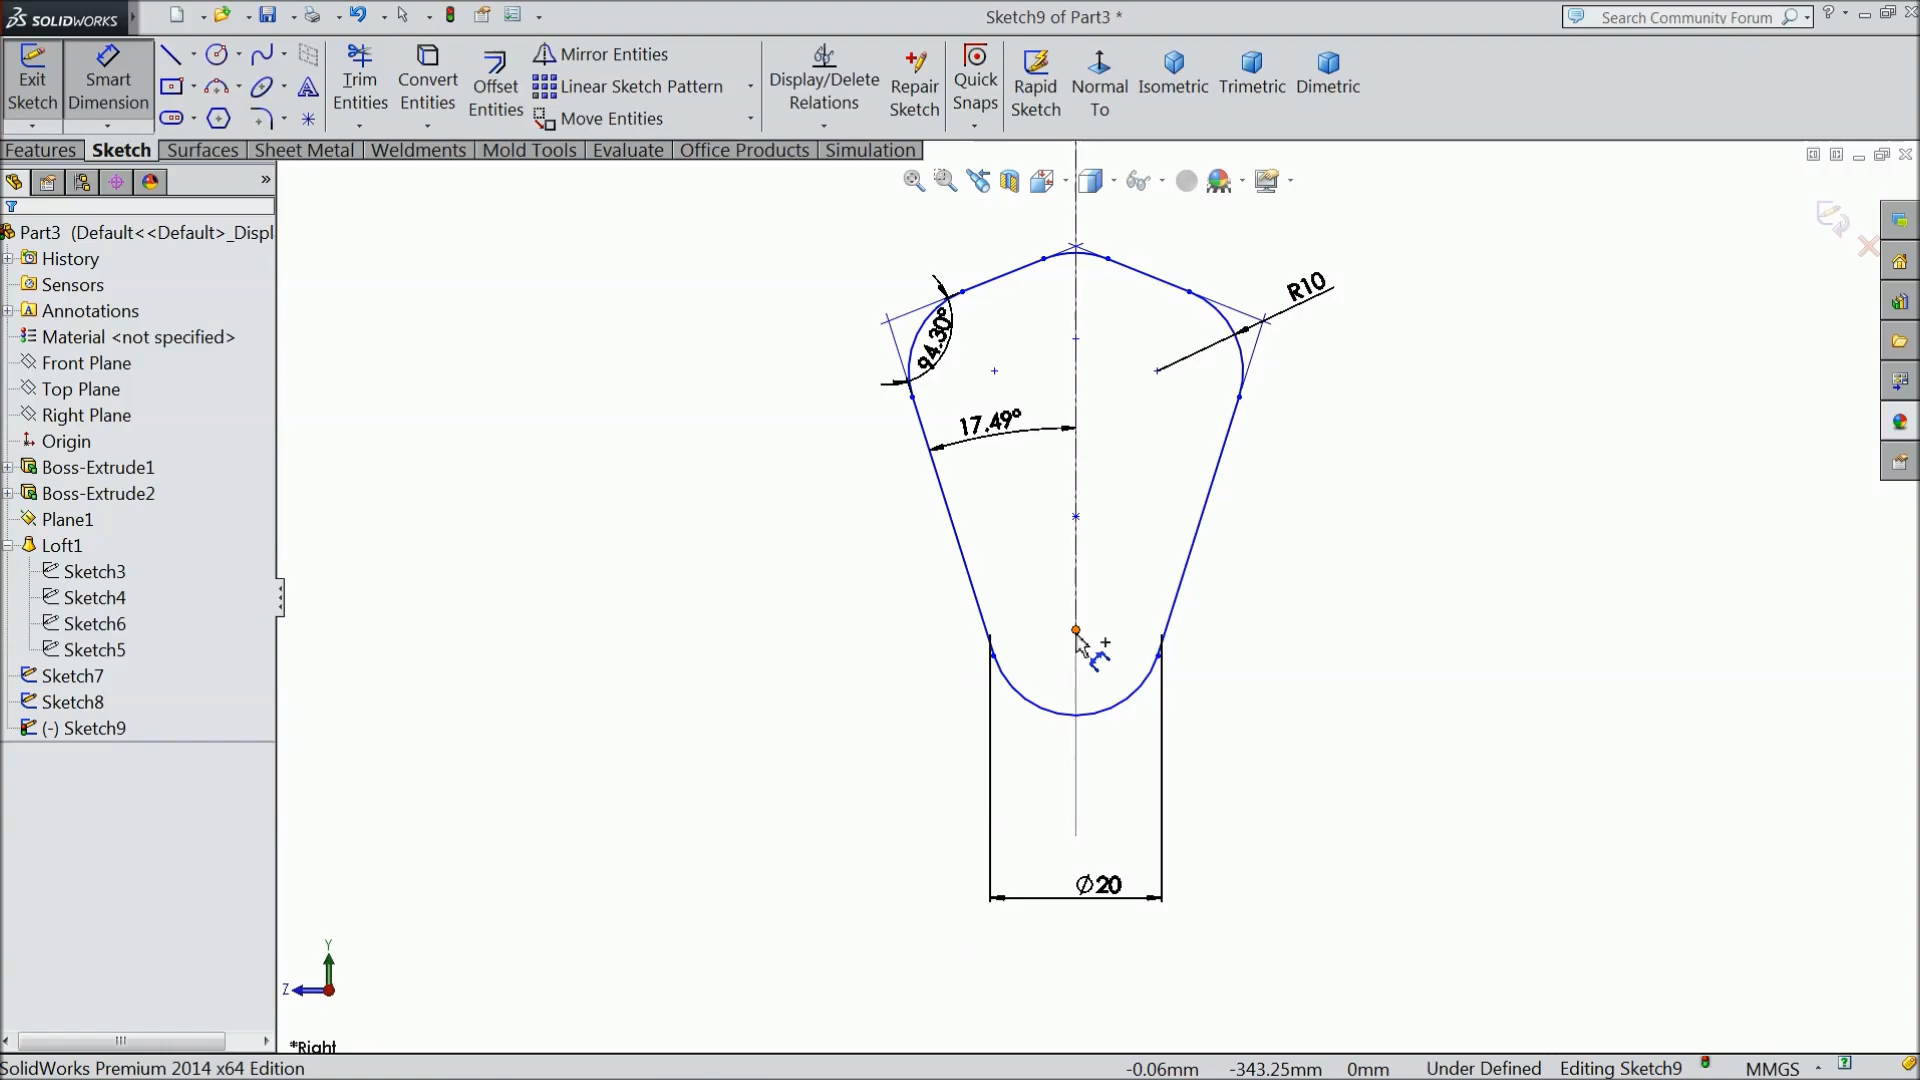 SOLIDWORKS
Sketch9 of Part3 *
Search Community Forum
Exit Sketch
Smart Dimension
Trim Entities
Convert Entities
Offset Entities
Mirror Entities
Linear Sketch Pattern
Move Entities
Display/Delete Relations
Repair Sketch
Quick Snaps
Rapid Sketch
Normal To
Isometric
Trimetric
Dimetric
Features
Sketch
Surfaces
Sheet Metal
Weldments
Mold Tools
Evaluate
Office Products
Simulation
Part3 (Default<<Default>_Displ
History
Sensors
Annotations
Material <not specified>
Front Plane
Top Plane
Right Plane
Origin
Boss-Extrude1
Boss-Extrude2
Plane1
Loft1
Sketch3
Sketch4
Sketch6
Sketch5
Sketch7
Sketch8
(-) Sketch9
R10
94.30°
17.49°
∅20
Y
Z
*Right
SolidWorks Premium 2014 x64 Edition
-0.06mm
-343.25mm
0mm
Under Defined
Editing Sketch9
MMGS